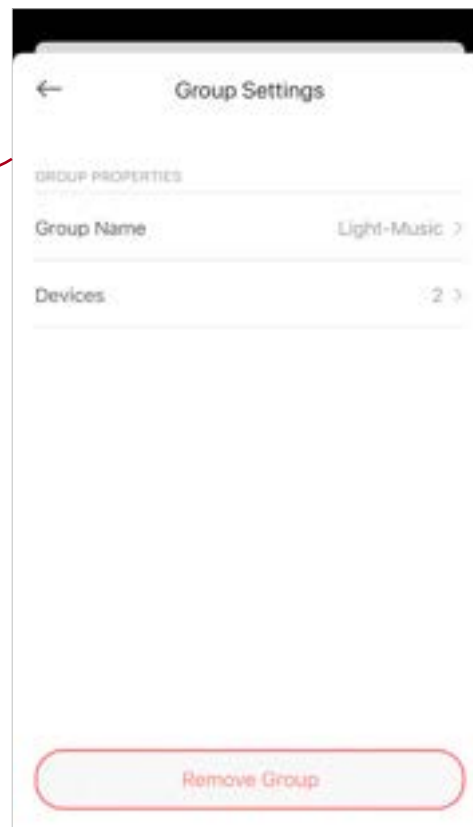 Group Settings
GROUP PROPERTIES
Group Name Light-Music >
Devices 2 >
Remove Group